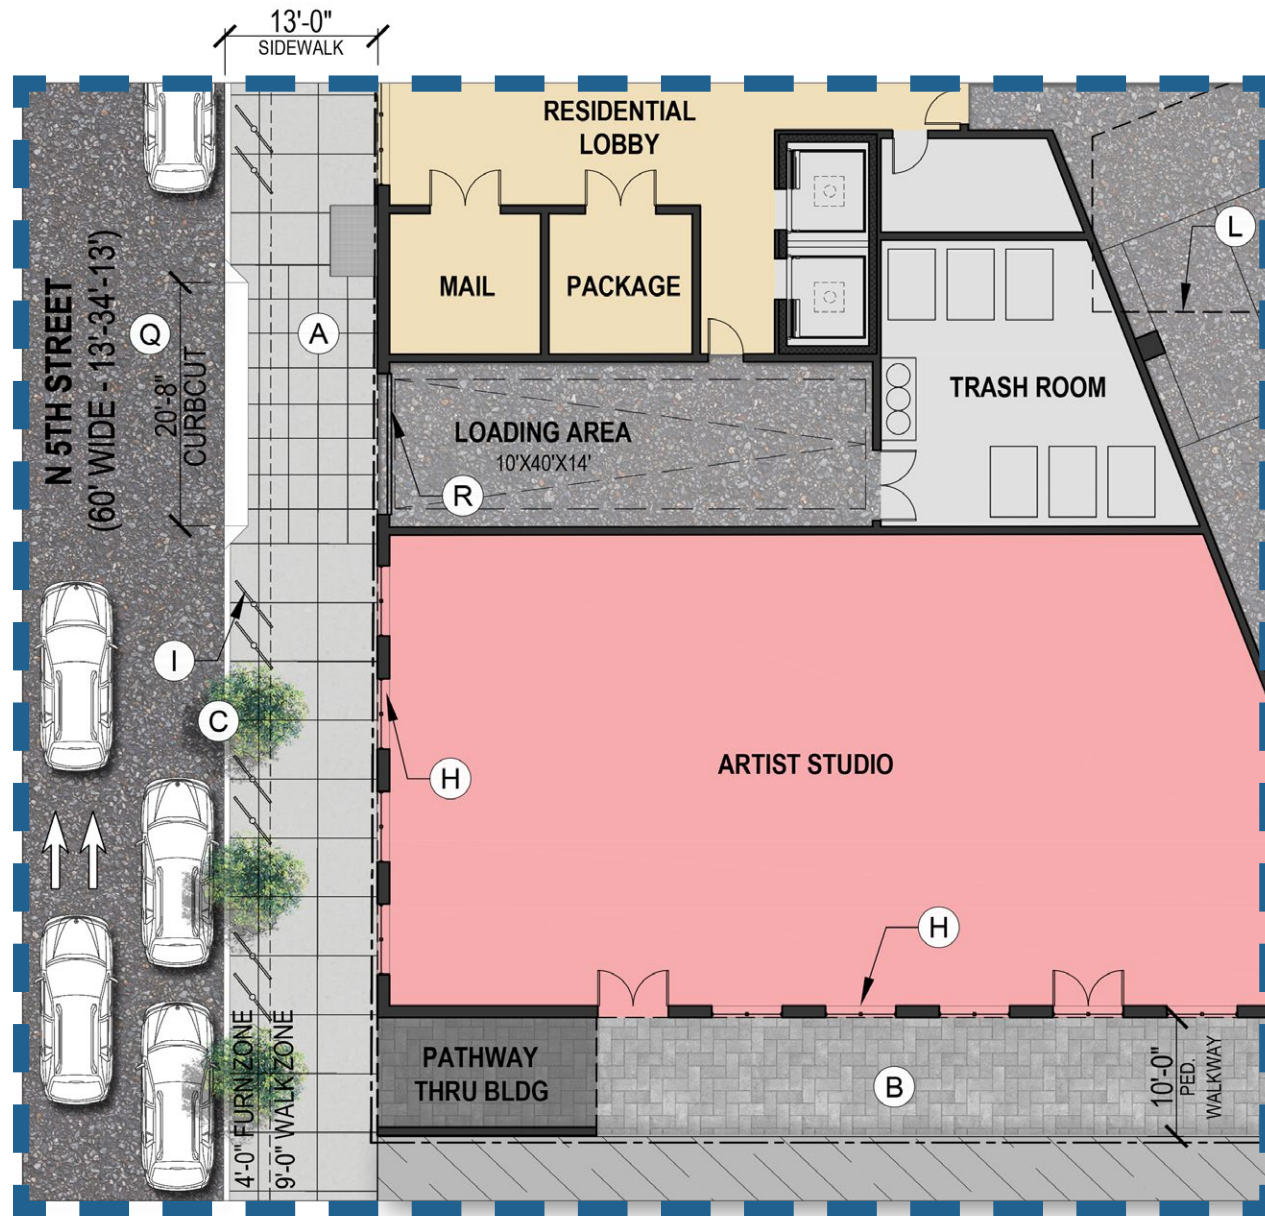 13'-0"
SIDEWALK
RESIDENTIAL
LOBBY
L
MAIL
PACKAGE
N 5TH STREET
(60' WIDE - 13'-34'-13')
Q
A
20'-8"
CURBCUT
TRASH ROOM
LOADING AREA
10'X40'X14'
R
I
C
H
ARTIST STUDIO
H
4'-0" FURN ZONE
9'-0" WALK ZONE
PATHWAY
THRU BLDG
B
10'-0"
PED.
WALKWAY